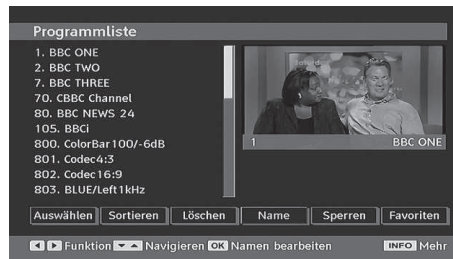 Programmliste
1. BBC ONE
2. BBC TWO
7. BBC THREE
70. CBBC Channel
80. BBC NEWS 24
105. BBCi
800. ColorBar100/-6dB
801. Codec4:3
802. Codec16:9
803. BLUE/Left1kHz
Saturday
1 BBC ONE
Auswählen Sortieren Löschen Name Sperren Favoriten
Funktion Navigieren OK Namen bearbeiten INFO Mehr